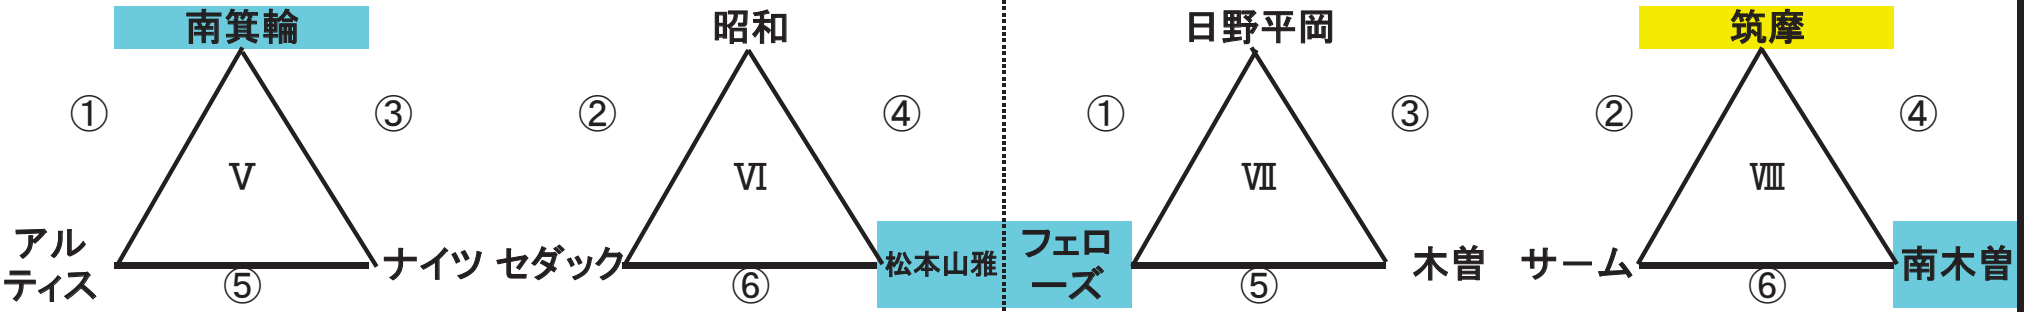 南箕輪
昭和
日野平岡
筑摩
①
③
②
④
①
③
②
④
Ⅴ
Ⅵ
Ⅶ
Ⅷ
アル
ティス
ナイツ
セダック
松本山雅
フェロ
ーズ
木曽
サーム
南木曽
⑤
⑥
⑤
⑥